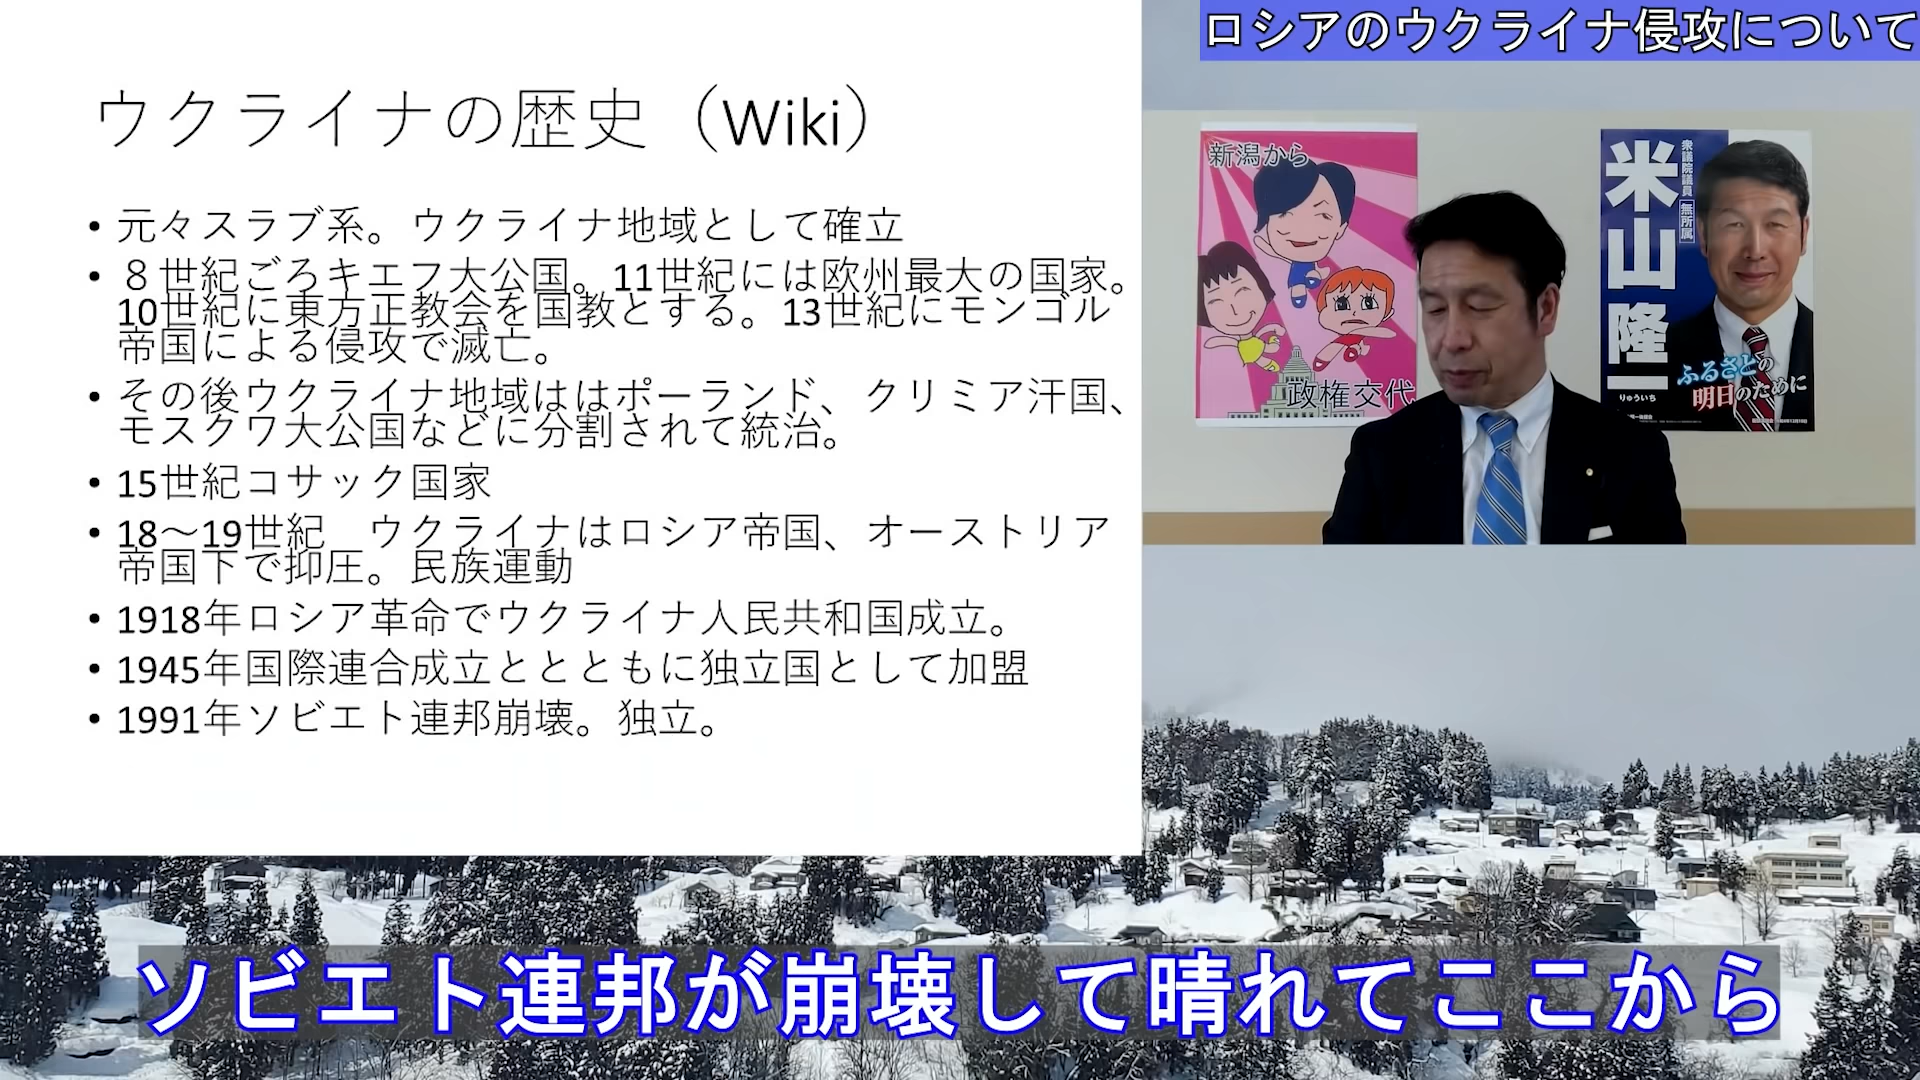 ロシアのウクライナ侵攻について
ウクライナの歴史（Wiki）
• 元々スラブ系。ウクライナ地域として確立
• ８世紀ごろキエフ大公国。11世紀には欧州最大の国家。
10世紀に東方正教会を国教とする。13世紀にモンゴル
帝国による侵攻で滅亡。
• その後ウクライナ地域ははポーランド、クリミア汗国、
モスクワ大公国などに分割されて統治。
• 15世紀コサック国家
• 18～19世紀　ウクライナはロシア帝国、オーストリア
帝国下で抑圧。民族運動
• 1918年ロシア革命でウクライナ人民共和国成立。
• 1945年国際連合成立ととともに独立国として加盟
• 1991年ソビエト連邦崩壊。独立。
新潟から
政権交代
衆議院議員
無所属
米山隆一
りゅういち
ふるさとの
明日のために
ソビエト連邦が崩壊して晴れてここから